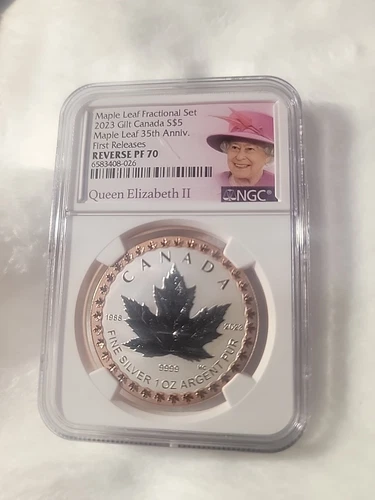 Maple Leaf Fractional Set
2023 Gilt Canada S$5
Maple Leaf 35th Anniv.
First Releases
REVERSE PF 70
6583408-026
Queen Elizabeth II
NGC®
CANADA
1988 2023
9999 MC
FINE SILVER 1 OZ ARGENT PUR